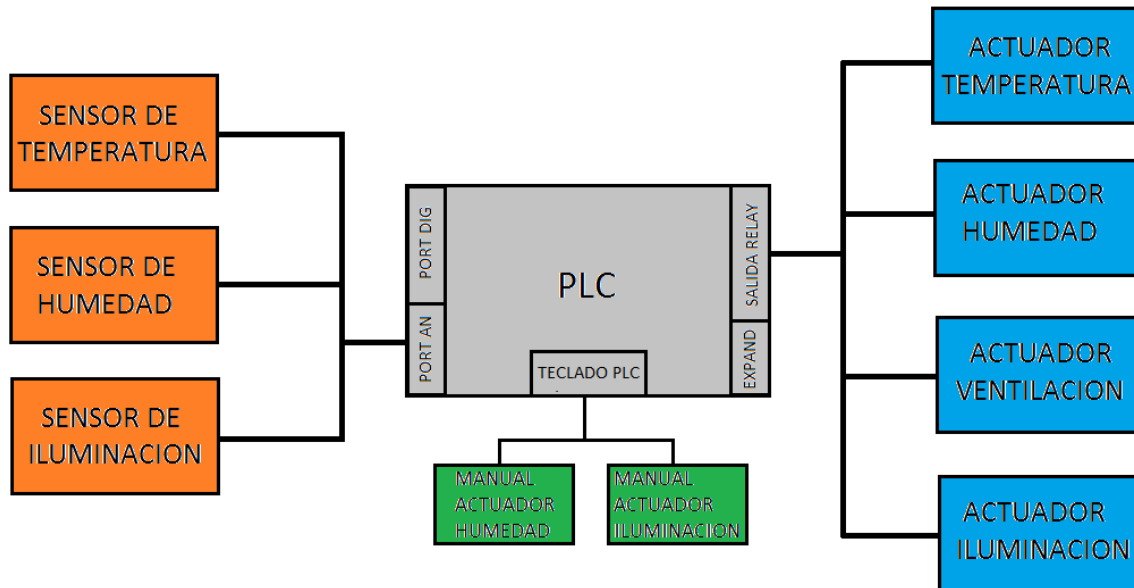 SENSOR DE
TEMPERATURA
SENSOR DE
HUMEDAD
SENSOR DE
ILUMINACION
PORT DIG
PORT AN
PLC
TECLADO PLC
SALIDA RELAY
EXPAND
MANUAL
ACTUADOR
HUMEDAD
MANUAL
ACTUADOR
ILUMINACION
ACTUADOR
TEMPERATURA
ACTUADOR
HUMEDAD
ACTUADOR
VENTILACION
ACTUADOR
ILUMINACION